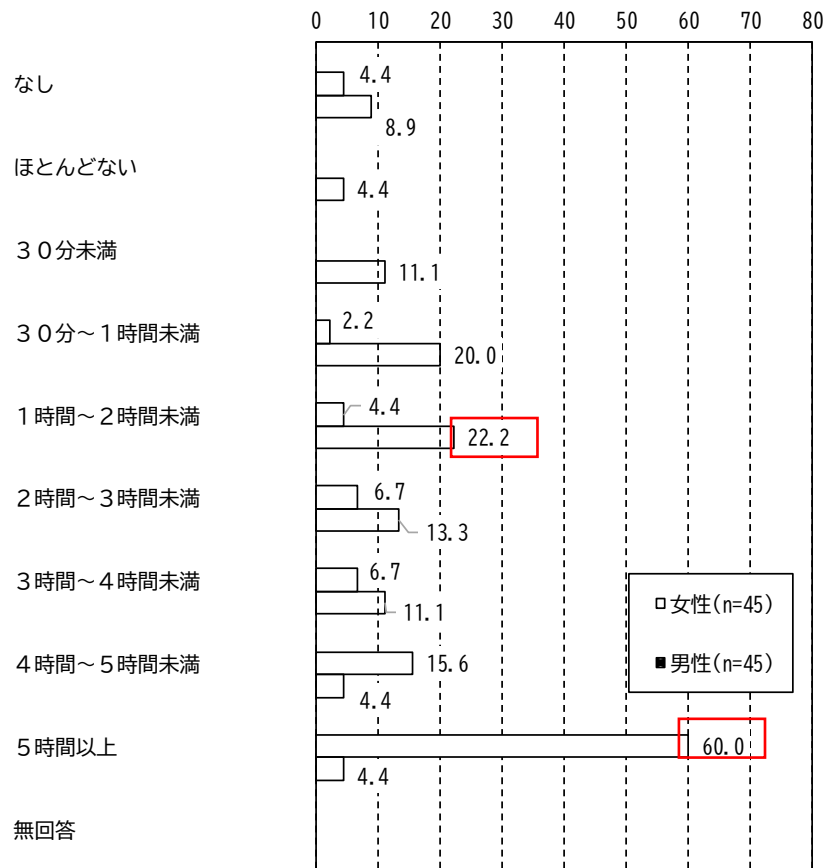 0 10 20 30 40 50 60 70 80
なし
4.4
8.9
ほとんどない
4.4
３０分未満
11.1
３０分～１時間未満
2.2
20.0
１時間～２時間未満
4.4
22.2
２時間～３時間未満
6.7
13.3
３時間～４時間未満
6.7
11.1
４時間～５時間未満
15.6
4.4
５時間以上
60.0
4.4
無回答
女性(n=45)
男性(n=45)